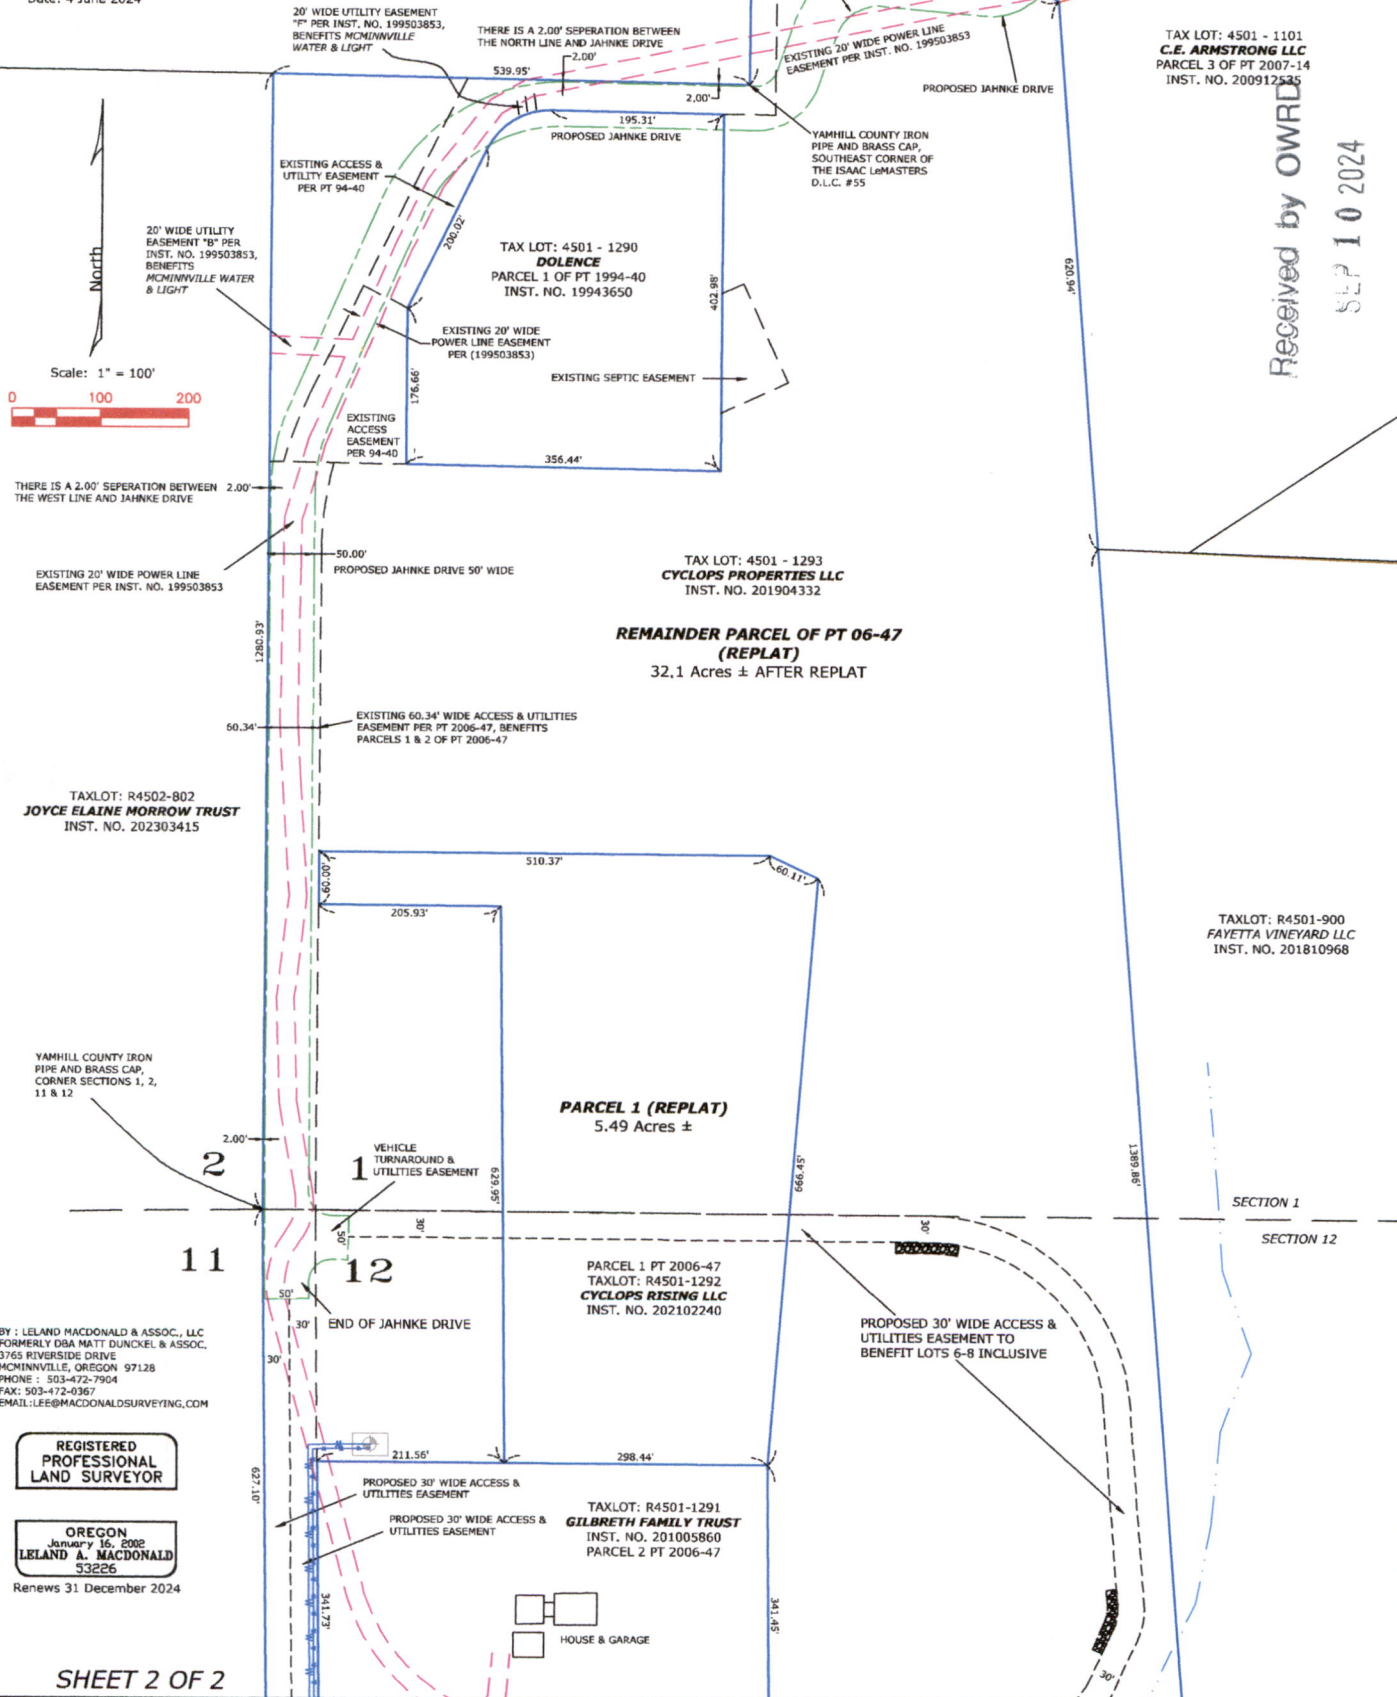 Date: 4 June 2024
20' WIDE UTILITY EASEMENT
"F" PER INST. NO. 199503853,
BENEFITS MCMINNVILLE
WATER & LIGHT
THERE IS A 2.00' SEPERATION BETWEEN
THE NORTH LINE AND JAHNKE DRIVE
2.00'
539.95'
2.00'
EXISTING 20' WIDE POWER LINE
EASEMENT PER INST. NO. 199503853
PROPOSED JAHNKE DRIVE
TAX LOT: 4501 - 1101
C.E. ARMSTRONG LLC
PARCEL 3 OF PT 2007-14
INST. NO. 200912535
Received by OWRD
SEP 10 2024
195.31'
PROPOSED JAHNKE DRIVE
YAMHILL COUNTY IRON
PIPE AND BRASS CAP,
SOUTHEAST CORNER OF
THE ISAAC LeMASTERS
D.L.C. #55
EXISTING ACCESS &
UTILITY EASEMENT
PER PT 94-40
200.02'
North
20' WIDE UTILITY
EASEMENT "B" PER
INST. NO. 199503853,
BENEFITS
MCMINNVILLE WATER
& LIGHT
TAX LOT: 4501 - 1290
DOLENCE
PARCEL 1 OF PT 1994-40
INST. NO. 19943650
402.98'
620.94'
EXISTING 20' WIDE
POWER LINE EASEMENT
PER (199503853)
EXISTING SEPTIC EASEMENT
176.66'
Scale: 1" = 100'
0 100 200
EXISTING
ACCESS
EASEMENT
PER 94-40
356.44'
THERE IS A 2.00' SEPERATION BETWEEN
THE WEST LINE AND JAHNKE DRIVE
2.00'
50.00'
PROPOSED JAHNKE DRIVE 50' WIDE
EXISTING 20' WIDE POWER LINE
EASEMENT PER INST. NO. 199503853
TAX LOT: 4501 - 1293
CYCLOPS PROPERTIES LLC
INST. NO. 201904332
REMAINDER PARCEL OF PT 06-47
(REPLAT)
32.1 Acres ± AFTER REPLAT
1280.93'
60.34'
EXISTING 60.34' WIDE ACCESS & UTILITIES
EASEMENT PER PT 2006-47, BENEFITS
PARCELS 1 & 2 OF PT 2006-47
TAXLOT: R4502-802
JOYCE ELAINE MORROW TRUST
INST. NO. 202303415
510.37'
60.11'
60.00'
205.93'
TAXLOT: R4501-900
FAYETTA VINEYARD LLC
INST. NO. 201810968
YAMHILL COUNTY IRON
PIPE AND BRASS CAP,
CORNER SECTIONS 1, 2,
11 & 12
PARCEL 1 (REPLAT)
5.49 Acres ±
2.00'
2
1
VEHICLE
TURNAROUND &
UTILITIES EASEMENT
629.95'
666.45'
1389.86'
SECTION 1
SECTION 12
50'
30'
30'
11
12
50'
30'
END OF JAHNKE DRIVE
PARCEL 1 PT 2006-47
TAXLOT: R4501-1292
CYCLOPS RISING LLC
INST. NO. 202102240
PROPOSED 30' WIDE ACCESS &
UTILITIES EASEMENT TO
BENEFIT LOTS 6-8 INCLUSIVE
BY : LELAND MACDONALD & ASSOC., LLC
FORMERLY DBA MATT DUNCKEL & ASSOC.
3765 RIVERSIDE DRIVE
MCMINNVILLE, OREGON 97128
PHONE : 503-472-7904
FAX: 503-472-0367
EMAIL:LEE@MACDONALDSURVEYING.COM
30'
REGISTERED
PROFESSIONAL
LAND SURVEYOR
OREGON
January 16, 2002
LELAND A. MACDONALD
53226
Renews 31 December 2024
627.10'
211.56'
298.44'
PROPOSED 30' WIDE ACCESS &
UTILITIES EASEMENT
PROPOSED 30' WIDE ACCESS &
UTILITIES EASEMENT
TAXLOT: R4501-1291
GILBRETH FAMILY TRUST
INST. NO. 201005860
PARCEL 2 PT 2006-47
341.73'
341.45'
HOUSE & GARAGE
30'
SHEET 2 OF 2